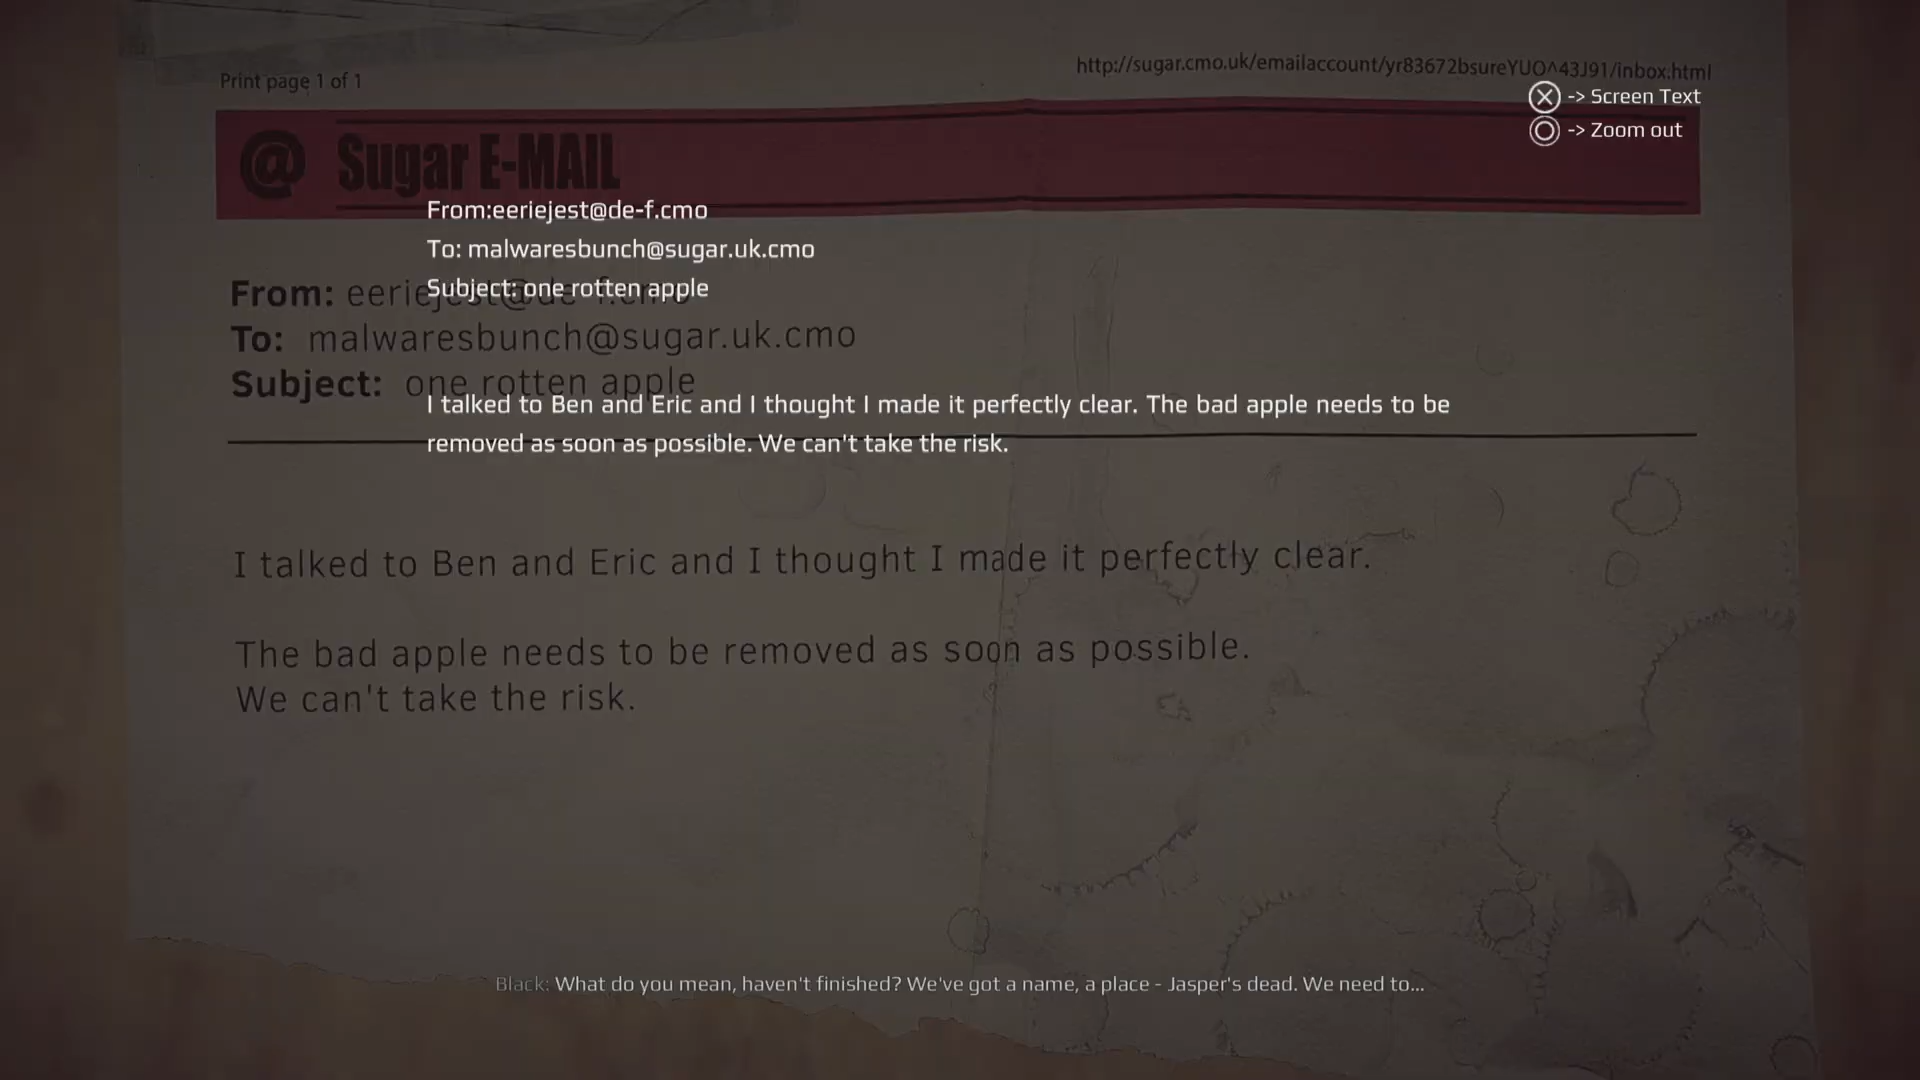 Print page 1 of 1
http://sugar.cmo.uk/emailaccount/yr83672bsureYUO^43J91/inbox.html
-> Screen Text
-> Zoom out
@ Sugar E-MAIL
From:eeriejest@de-f.cmo
To: malwaresbunch@sugar.uk.cmo
Subject: one rotten apple
From: eeriejest@de-f.cmo
To: malwaresbunch@sugar.uk.cmo
Subject: one rotten apple
I talked to Ben and Eric and I thought I made it perfectly clear. The bad apple needs to be
removed as soon as possible. We can't take the risk.
I talked to Ben and Eric and I thought I made it perfectly clear.
The bad apple needs to be removed as soon as possible.
We can't take the risk.
Black: What do you mean, haven't finished? We've got a name, a place - Jasper's dead. We need to...